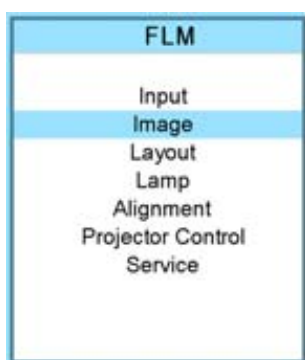 FLM
Input
Image
Layout
Lamp
Alignment
Projector Control
Service